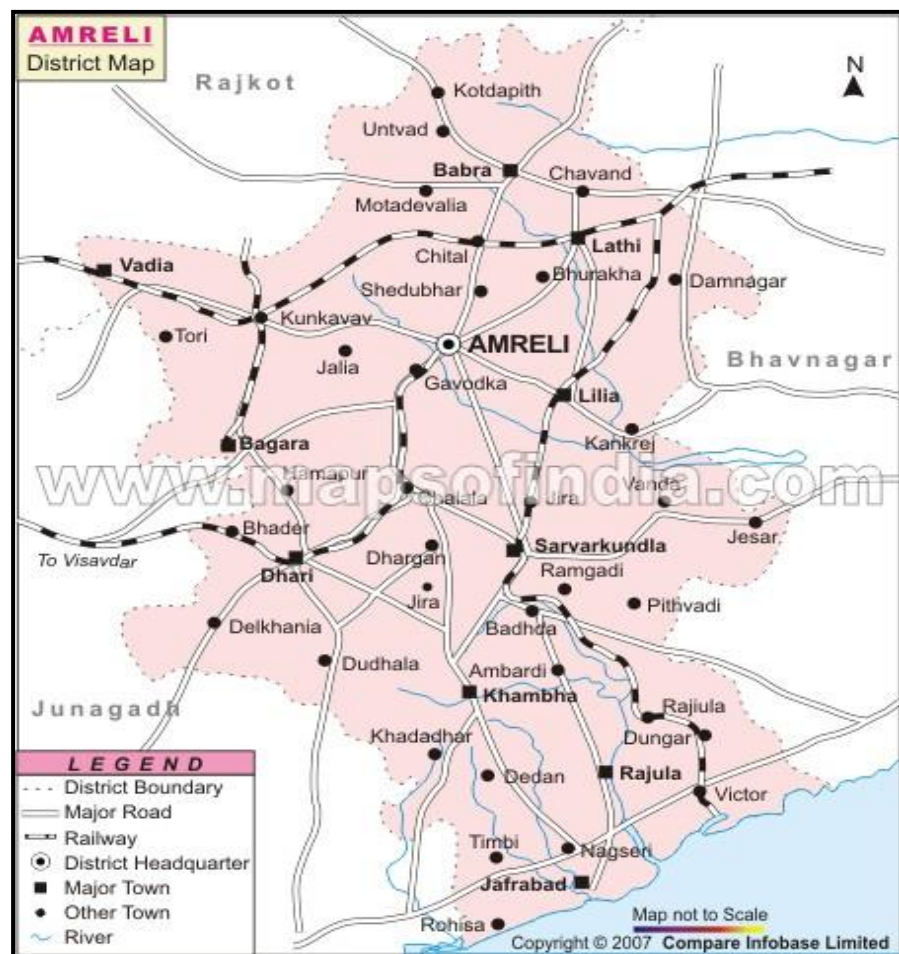 AMRELI
District Map
Rajkot
N
Kotdapith
Untvad
Babra
Chavand
Motadevalia
Chital
Lathi
Vadia
Bhurakha
Damnagar
Shedubhar
Kunkavav
Tori
AMRELI
Jalia
Bhavnagar
Gavodka
Lilia
Bagara
Kankrej
www.mapsofindia.com
Hamapur
Chalala
Jira
Vanda
Bhader
Jesar
To Visavdar
Dhari
Dhargan
Sarvarkundla
Ramgadi
Jira
Pithvadi
Delkhania
Badhda
Dudhala
Ambardi
Khambha
Junagadh
Rajiula
Khadadhar
Dungar
Dedan
Rajula
Victor
Timbi
Nagseri
Jafrabad
Rohisa
LEGEND
District Boundary
Major Road
Railway
District Headquarter
Major Town
Other Town
River
Map not to Scale
Copyright © 2007 Compare Infobase Limited